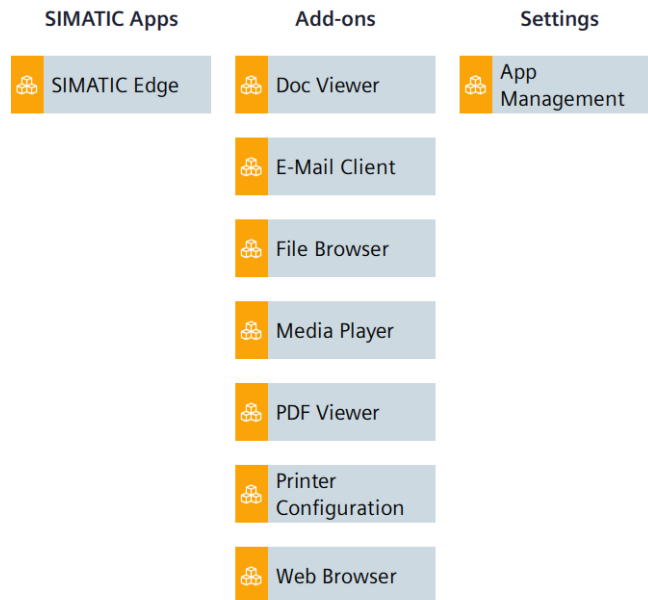 SIMATIC Apps
Add-ons
Settings
SIMATIC Edge
Doc Viewer
App
Management
E-Mail Client
File Browser
Media Player
PDF Viewer
Printer
Configuration
Web Browser